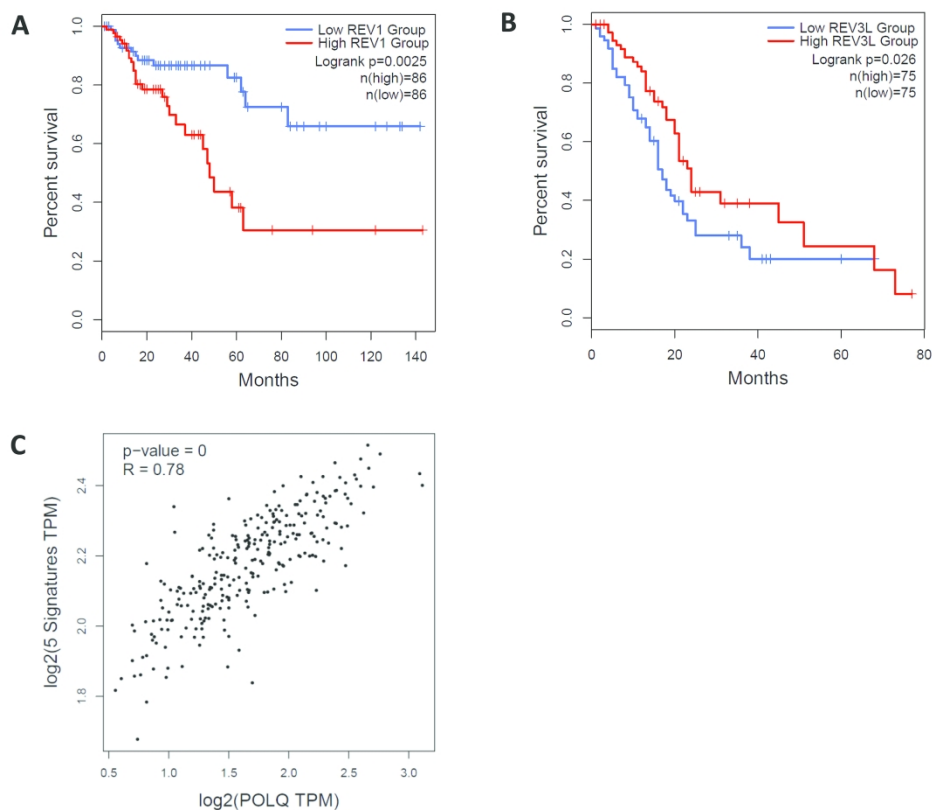 A
Low REV1 Group
High REV1 Group
Logrank p=0.0025
n(high)=86
n(low)=86
Percent survival
1.0
0.8
0.6
0.4
0.2
0.0
0 20 40 60 80 100 120 140
Months
B
Low REV3L Group
High REV3L Group
Logrank p=0.026
n(high)=75
n(low)=75
Percent survival
1.0
0.8
0.6
0.4
0.2
0.0
0 20 40 60 80
Months
C
p-value = 0
R = 0.78
log2(5 Signatures TPM)
2.4
2.2
2.0
1.8
0.5 1.0 1.5 2.0 2.5 3.0
log2(POLQ TPM)